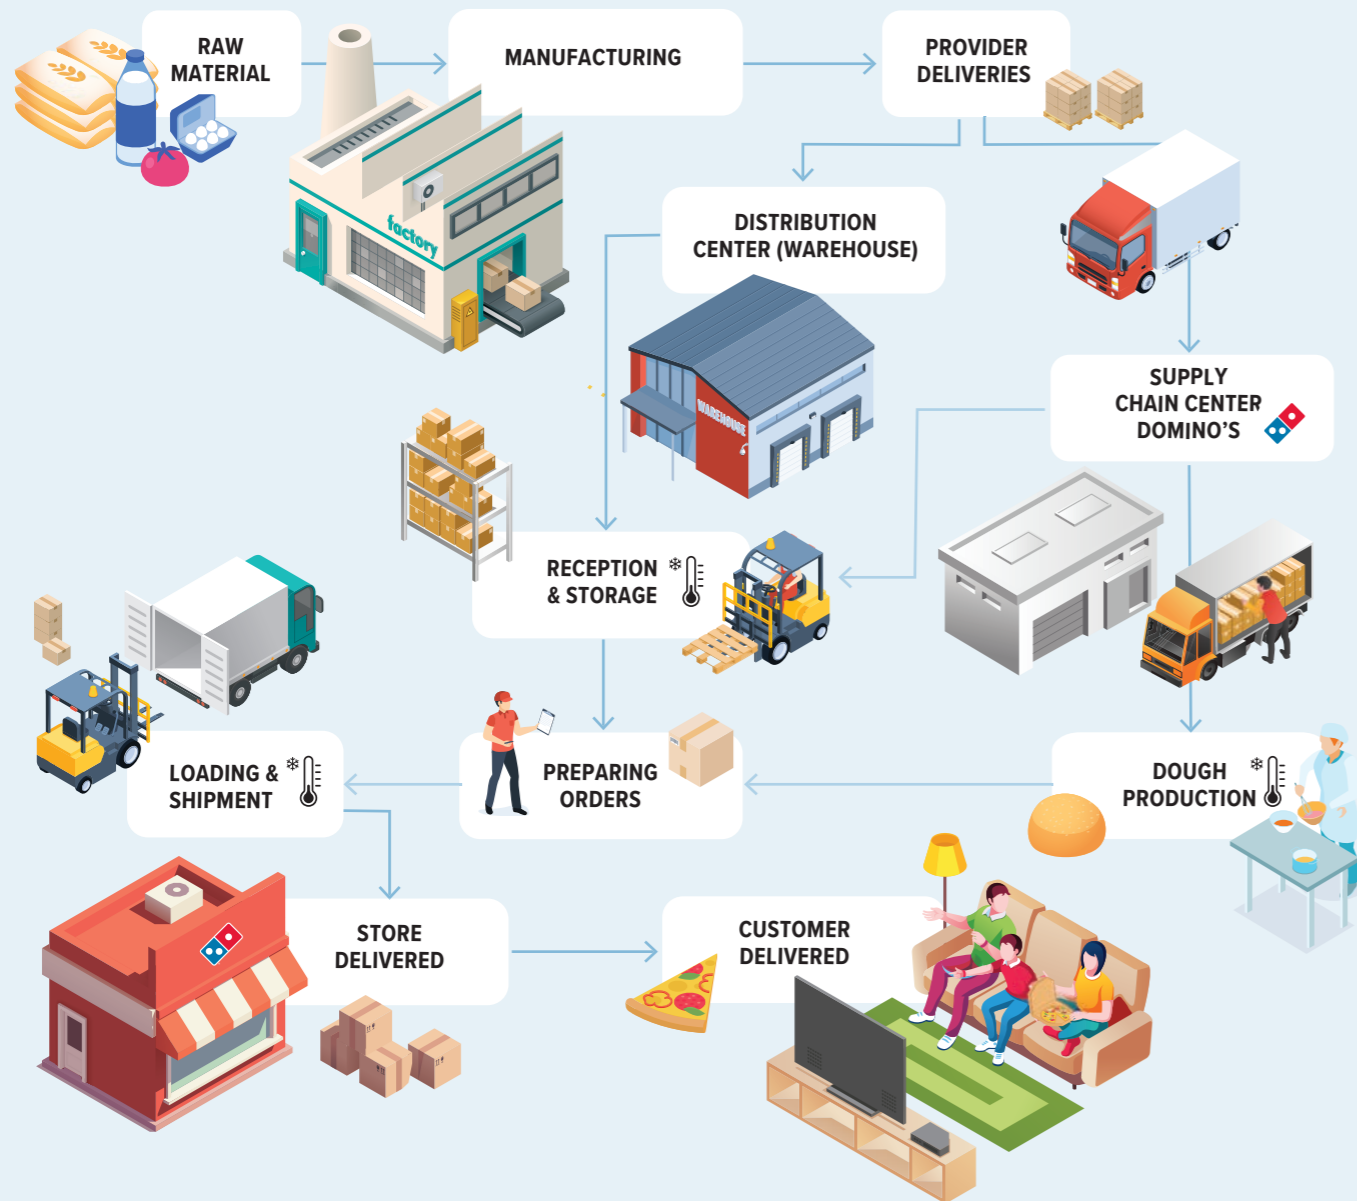 RAW
MATERIAL
MANUFACTURING
PROVIDER
DELIVERIES
factory
DISTRIBUTION
CENTER (WAREHOUSE)
WAREHOUSE
SUPPLY
CHAIN CENTER
DOMINO'S
RECEPTION
& STORAGE
LOADING &
SHIPMENT
PREPARING
ORDERS
DOUGH
PRODUCTION
STORE
DELIVERED
CUSTOMER
DELIVERED